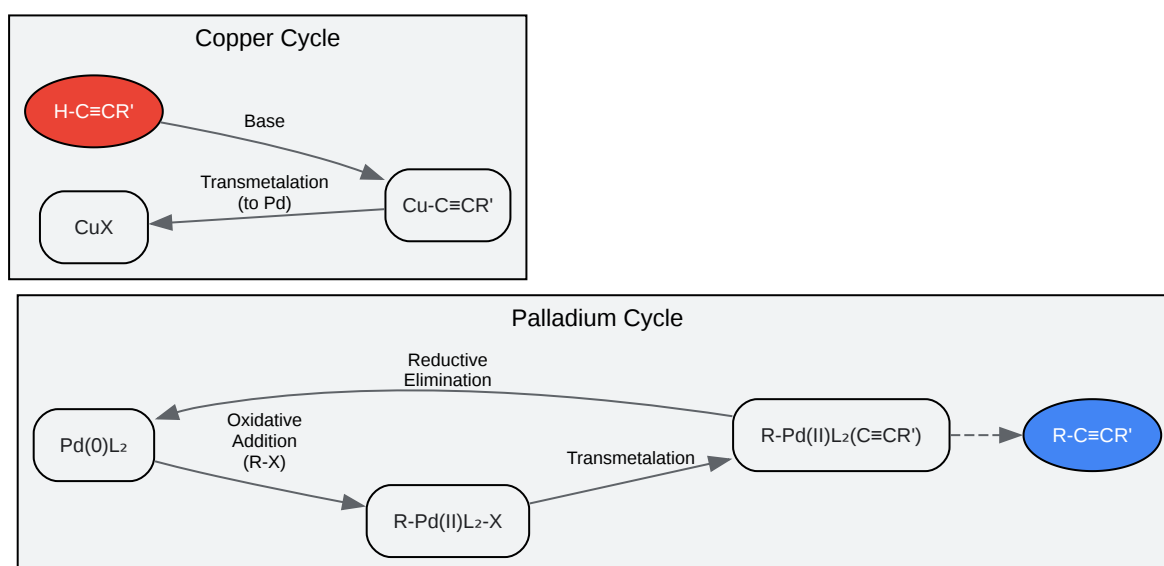 Copper Cycle
H-C≡CR'
Base
Transmetalation
(to Pd)
Cu-C≡CR'
CuX
Palladium Cycle
Reductive
Elimination
Pd(0)L₂
Oxidative
Addition
(R-X)
R-Pd(II)L₂-X
Transmetalation
R-Pd(II)L₂(C≡CR')
R-C≡CR'